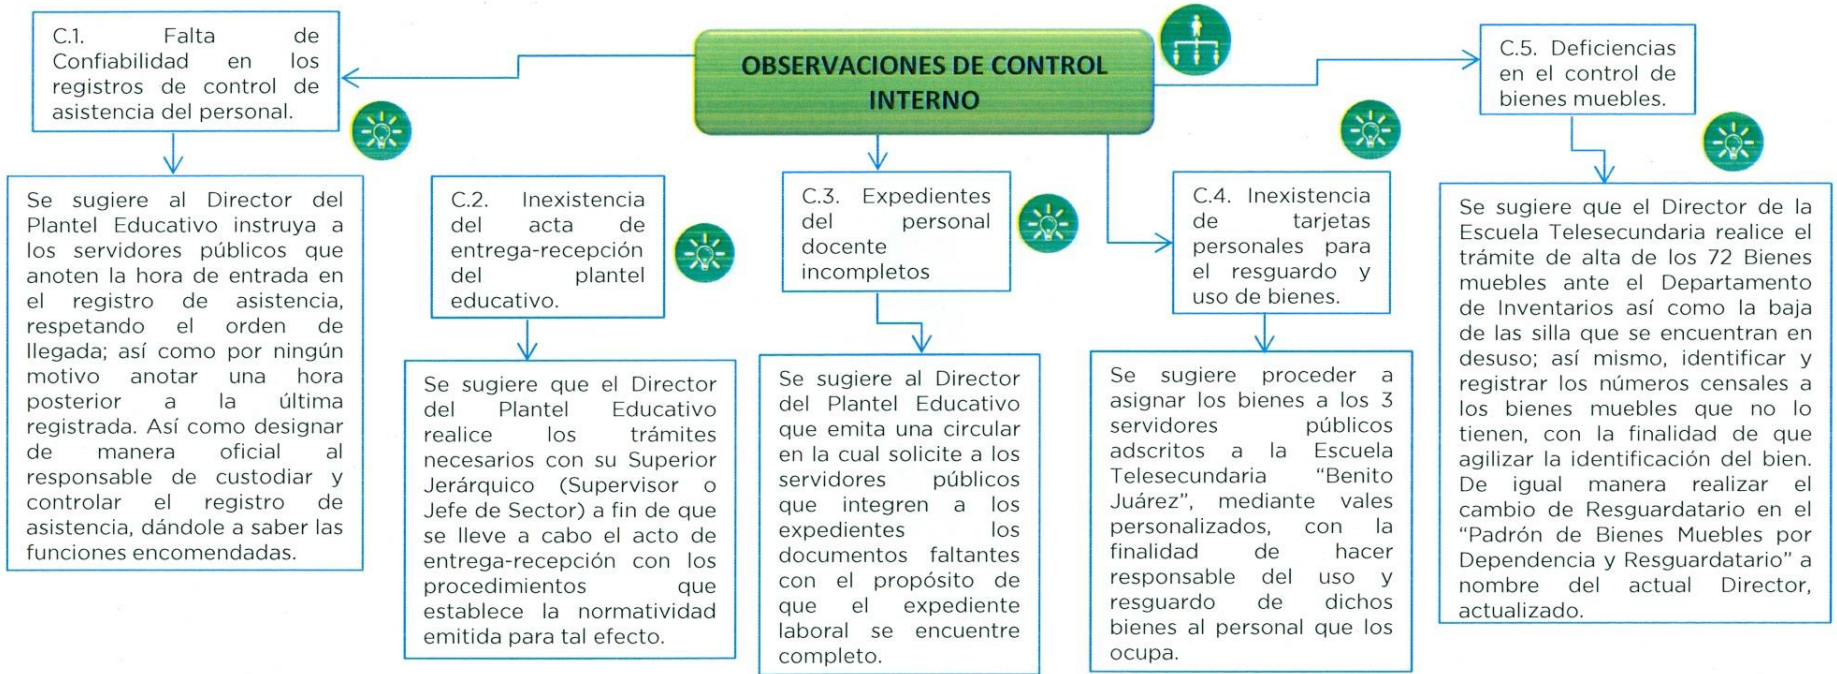 OBSERVACIONES DE CONTROL
INTERNO
C.1. Falta de
Confiabilidad en los
registros de control de
asistencia del personal.
Se sugiere al Director del
Plantel Educativo instruya a
los servidores públicos que
anoten la hora de entrada en
el registro de asistencia,
respetando el orden de
llegada; así como por ningún
motivo anotar una hora
posterior a la última
registrada. Así como designar
de manera oficial al
responsable de custodiar y
controlar el registro de
asistencia, dándole a saber las
funciones encomendadas.
C.2. Inexistencia
del acta de
entrega-recepción
del plantel
educativo.
Se sugiere que el Director
del Plantel Educativo
realice los trámites
necesarios con su Superior
Jerárquico (Supervisor o
Jefe de Sector) a fin de que
se lleve a cabo el acto de
entrega-recepción con los
procedimientos que
establece la normatividad
emitida para tal efecto.
C.3. Expedientes
del personal
docente
incompletos
Se sugiere al Director
del Plantel Educativo
que emita una circular
en la cual solicite a los
servidores públicos
que integren a los
expedientes los
documentos faltantes
con el propósito de
que el expediente
laboral se encuentre
completo.
C.4. Inexistencia
de tarjetas
personales para
el resguardo y
uso de bienes.
Se sugiere proceder a
asignar los bienes a los 3
servidores públicos
adscritos a la Escuela
Telesecundaria "Benito
Juárez", mediante vales
personalizados, con la
finalidad de hacer
responsable del uso y
resguardo de dichos
bienes al personal que los
ocupa.
C.5. Deficiencias
en el control de
bienes muebles.
Se sugiere que el Director de la
Escuela Telesecundaria realice el
trámite de alta de los 72 Bienes
muebles ante el Departamento
de Inventarios así como la baja
de las silla que se encuentran en
desuso; así mismo, identificar y
registrar los números censales a
los bienes muebles que no lo
tienen, con la finalidad de que
agilizar la identificación del bien.
De igual manera realizar el
cambio de Resguardatario en el
"Padrón de Bienes Muebles por
Dependencia y Resguardatario" a
nombre del actual Director,
actualizado.